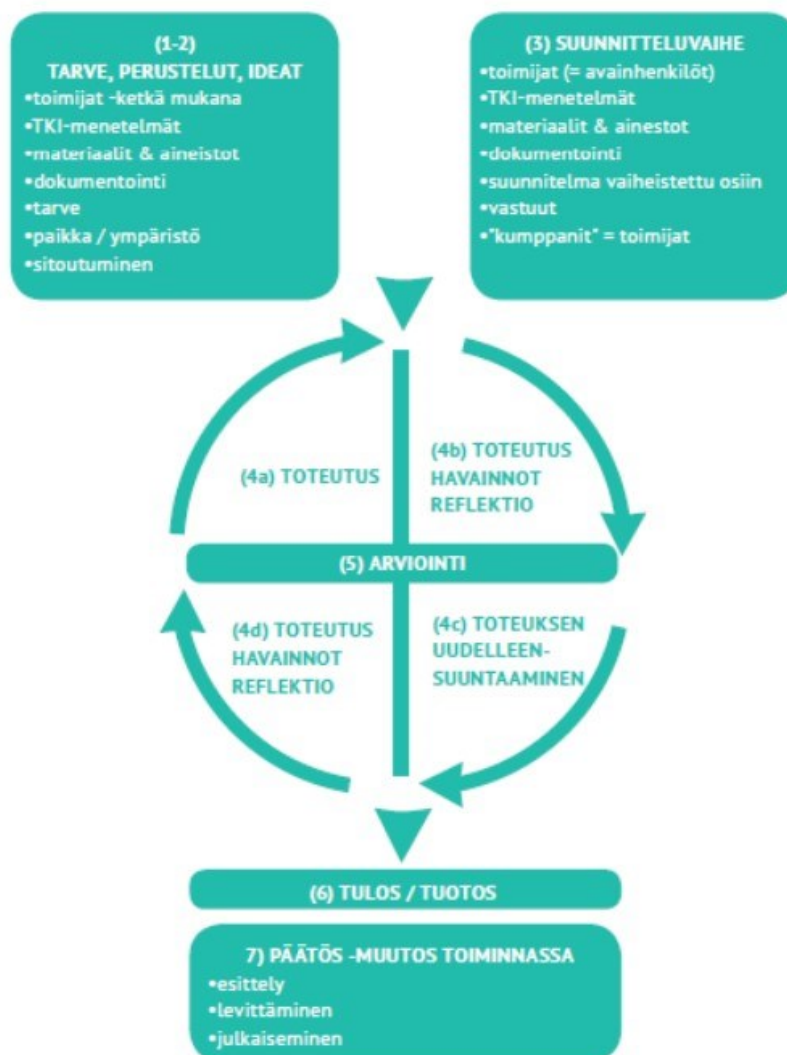 (1-2)
TARVE, PERUSTELUT, IDEAT
•toimijat -ketkä mukana
•TKI-menetelmät
•materiaalit & aineistot
•dokumentointi
•tarve
•paikka / ympäristö
•sitoutuminen
(3) SUUNNITTELUVAIHE
•toimijat (= avainhenkilöt)
•TKI-menetelmät
•materiaalit & ainestot
•dokumentointi
•suunnitelma vaiheistettu osiin
•vastuut
•"kumppanit" = toimijat
(4a) TOTEUTUS
(4b) TOTEUTUS
HAVAINNOT
REFLEKTIO
(5) ARVIOINTI
(4d) TOTEUTUS
HAVAINNOT
REFLEKTIO
(4c) TOTEUKSEN
UUDELLEEN-
SUUNTAAMINEN
(6) TULOS / TUOTOS
7) PÄÄTÖS -MUUTOS TOIMINNASSA
•esittely
•levittäminen
•julkaiseminen